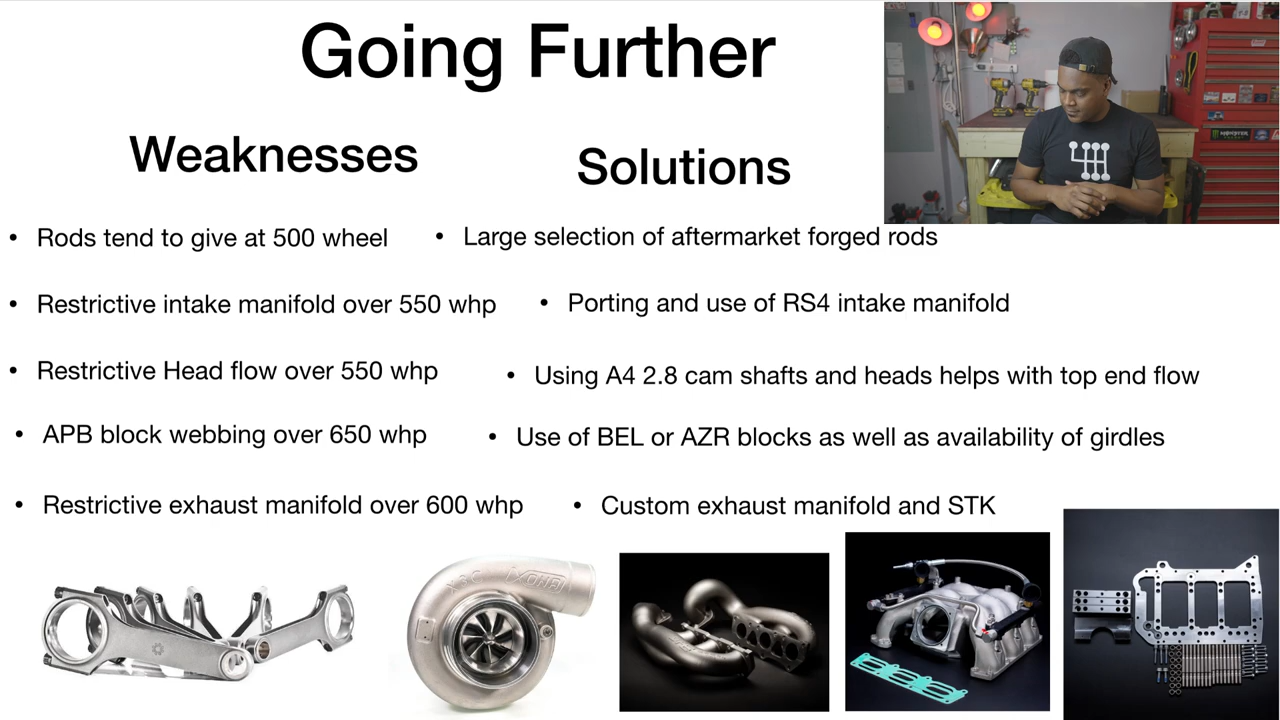 Going Further
Weaknesses
Solutions
• Rods tend to give at 500 wheel
• Large selection of aftermarket forged rods
• Restrictive intake manifold over 550 whp
• Porting and use of RS4 intake manifold
• Restrictive Head flow over 550 whp
• Using A4 2.8 cam shafts and heads helps with top end flow
• APB block webbing over 650 whp
• Use of BEL or AZR blocks as well as availability of girdles
• Restrictive exhaust manifold over 600 whp
• Custom exhaust manifold and STK